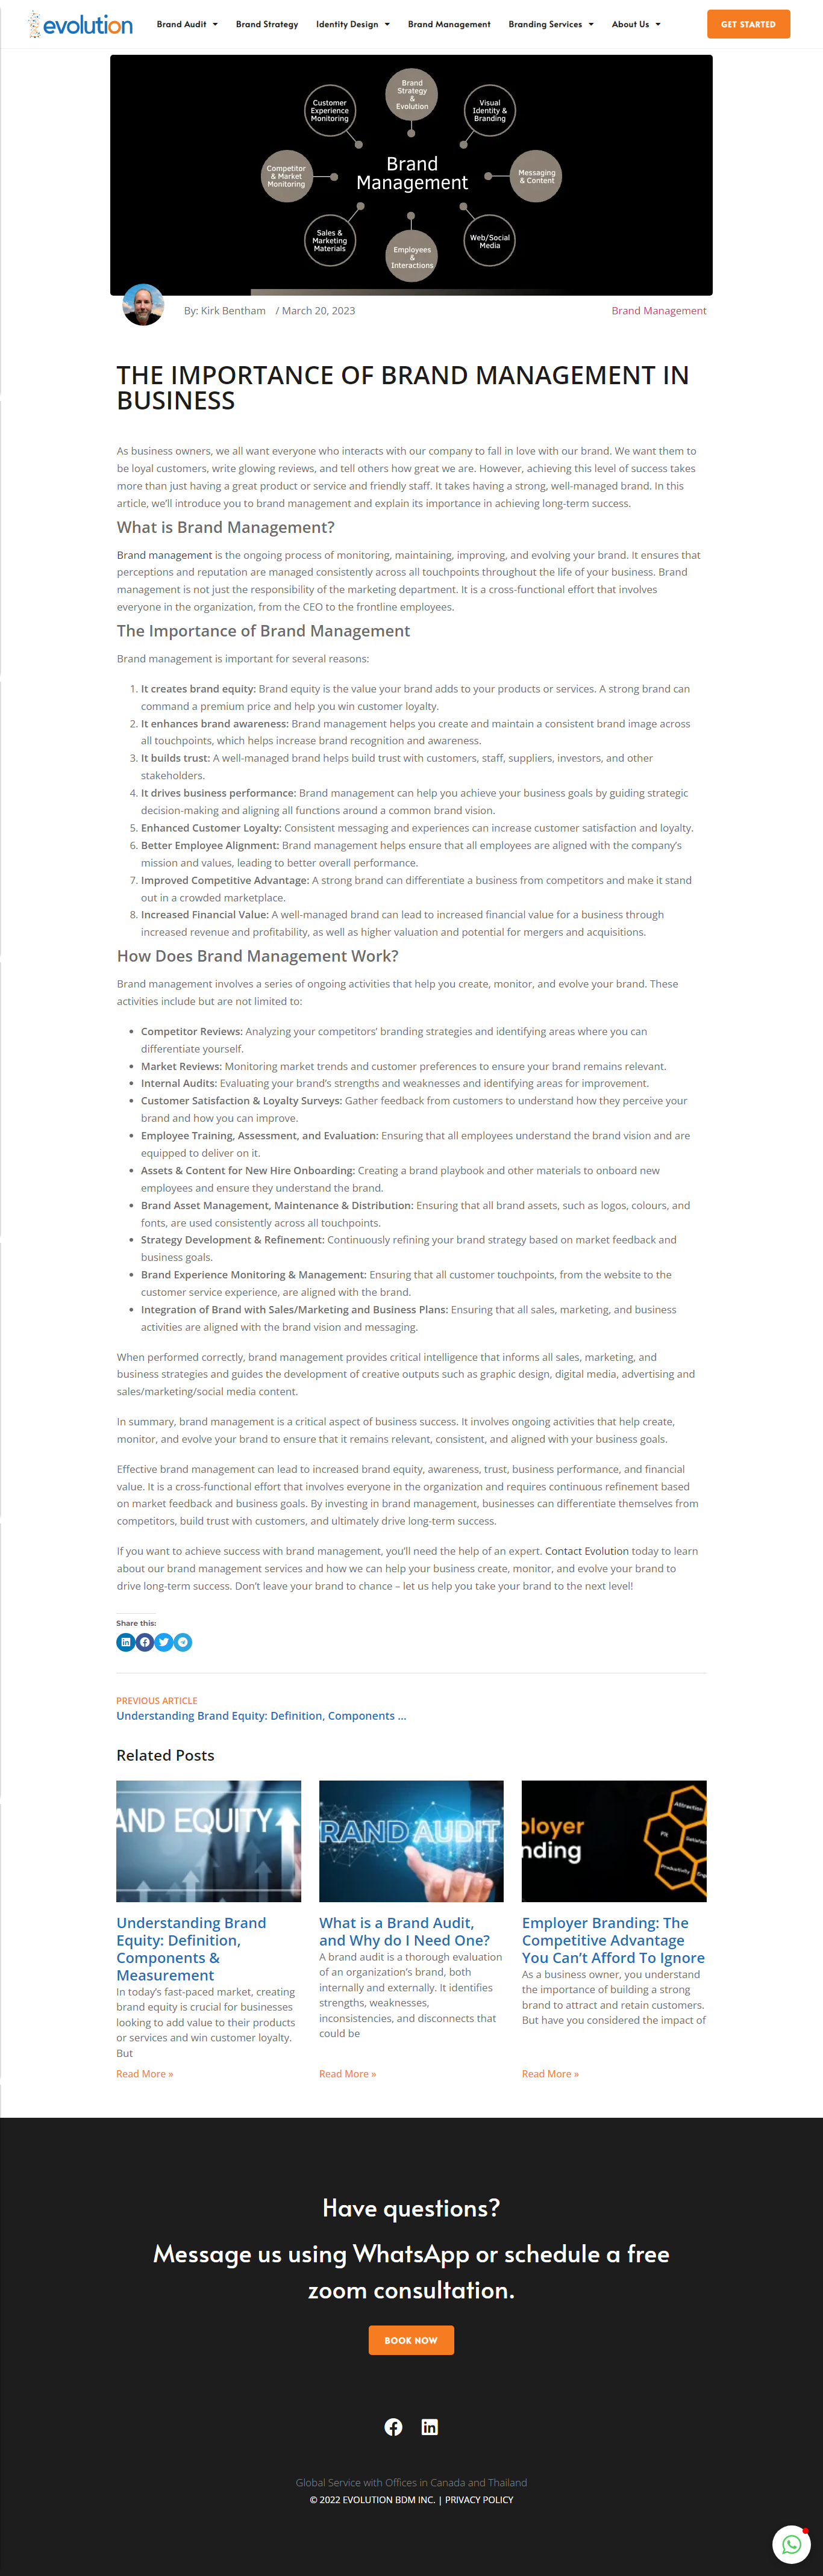 evolution
Brand Audit
Brand Strategy
Identity Design
Brand Management
Branding Services
About Us
GET STARTED
Brand
Strategy
&
Evolution
Customer
Experience
Monitoring
Visual
Identity &
Branding
Competitor
& Market
Monitoring
Brand
Management
Messaging
& Content
Sales &
Marketing
Materials
Web/Social
Media
Employees
&
Interactions
By: Kirk Bentham / March 20, 2023
Brand Management
THE IMPORTANCE OF BRAND MANAGEMENT IN
BUSINESS
As business owners, we all want everyone who interacts with our company to fall in love with our brand. We want them to
be loyal customers, write glowing reviews, and tell others how great we are. However, achieving this level of success takes
more than just having a great product or service and friendly staff. It takes having a strong, well-managed brand. In this
article, we’ll introduce you to brand management and explain its importance in achieving long-term success.
What is Brand Management?
Brand management is the ongoing process of monitoring, maintaining, improving, and evolving your brand. It ensures that
perceptions and reputation are managed consistently across all touchpoints throughout the life of your business. Brand
management is not just the responsibility of the marketing department. It is a cross-functional effort that involves
everyone in the organization, from the CEO to the frontline employees.
The Importance of Brand Management
Brand management is important for several reasons:
1. It creates brand equity: Brand equity is the value your brand adds to your products or services. A strong brand can
command a premium price and help you win customer loyalty.
2. It enhances brand awareness: Brand management helps you create and maintain a consistent brand image across
all touchpoints, which helps increase brand recognition and awareness.
3. It builds trust: A well-managed brand helps build trust with customers, staff, suppliers, investors, and other
stakeholders.
4. It drives business performance: Brand management can help you achieve your business goals by guiding strategic
decision-making and aligning all functions around a common brand vision.
5. Enhanced Customer Loyalty: Consistent messaging and experiences can increase customer satisfaction and loyalty.
6. Better Employee Alignment: Brand management helps ensure that all employees are aligned with the company’s
mission and values, leading to better overall performance.
7. Improved Competitive Advantage: A strong brand can differentiate a business from competitors and make it stand
out in a crowded marketplace.
8. Increased Financial Value: A well-managed brand can lead to increased financial value for a business through
increased revenue and profitability, as well as higher valuation and potential for mergers and acquisitions.
How Does Brand Management Work?
Brand management involves a series of ongoing activities that help you create, monitor, and evolve your brand. These
activities include but are not limited to:
• Competitor Reviews: Analyzing your competitors’ branding strategies and identifying areas where you can
differentiate yourself.
• Market Reviews: Monitoring market trends and customer preferences to ensure your brand remains relevant.
• Internal Audits: Evaluating your brand’s strengths and weaknesses and identifying areas for improvement.
• Customer Satisfaction & Loyalty Surveys: Gather feedback from customers to understand how they perceive your
brand and how you can improve.
• Employee Training, Assessment, and Evaluation: Ensuring that all employees understand the brand vision and are
equipped to deliver on it.
• Assets & Content for New Hire Onboarding: Creating a brand playbook and other materials to onboard new
employees and ensure they understand the brand.
• Brand Asset Management, Maintenance & Distribution: Ensuring that all brand assets, such as logos, colours, and
fonts, are used consistently across all touchpoints.
• Strategy Development & Refinement: Continuously refining your brand strategy based on market feedback and
business goals.
• Brand Experience Monitoring & Management: Ensuring that all customer touchpoints, from the website to the
customer service experience, are aligned with the brand.
• Integration of Brand with Sales/Marketing and Business Plans: Ensuring that all sales, marketing, and business
activities are aligned with the brand vision and messaging.
When performed correctly, brand management provides critical intelligence that informs all sales, marketing, and
business strategies and guides the development of creative outputs such as graphic design, digital media, advertising and
sales/marketing/social media content.
In summary, brand management is a critical aspect of business success. It involves ongoing activities that help create,
monitor, and evolve your brand to ensure that it remains relevant, consistent, and aligned with your business goals.
Effective brand management can lead to increased brand equity, awareness, trust, business performance, and financial
value. It is a cross-functional effort that involves everyone in the organization and requires continuous refinement based
on market feedback and business goals. By investing in brand management, businesses can differentiate themselves from
competitors, build trust with customers, and ultimately drive long-term success.
If you want to achieve success with brand management, you’ll need the help of an expert. Contact Evolution today to learn
about our brand management services and how we can help your business create, monitor, and evolve your brand to
drive long-term success. Don’t leave your brand to chance – let us help you take your brand to the next level!
Share this:
PREVIOUS ARTICLE
Understanding Brand Equity: Definition, Components ...
Related Posts
AND EQUITY
RAND AUDIT
ployer
nding
Attraction
PX
Satisfac
Productivity
Eng
Understanding Brand
Equity: Definition,
Components &
Measurement
In today’s fast-paced market, creating
brand equity is crucial for businesses
looking to add value to their products
or services and win customer loyalty.
But
Read More »
What is a Brand Audit,
and Why do I Need One?
A brand audit is a thorough evaluation
of an organization’s brand, both
internally and externally. It identifies
strengths, weaknesses,
inconsistencies, and disconnects that
could be
Read More »
Employer Branding: The
Competitive Advantage
You Can’t Afford To Ignore
As a business owner, you understand
the importance of building a strong
brand to attract and retain customers.
But have you considered the impact of
Read More »
Have questions?
Message us using WhatsApp or schedule a free
zoom consultation.
BOOK NOW
Global Service with Offices in Canada and Thailand
© 2022 EVOLUTION BDM INC. | PRIVACY POLICY